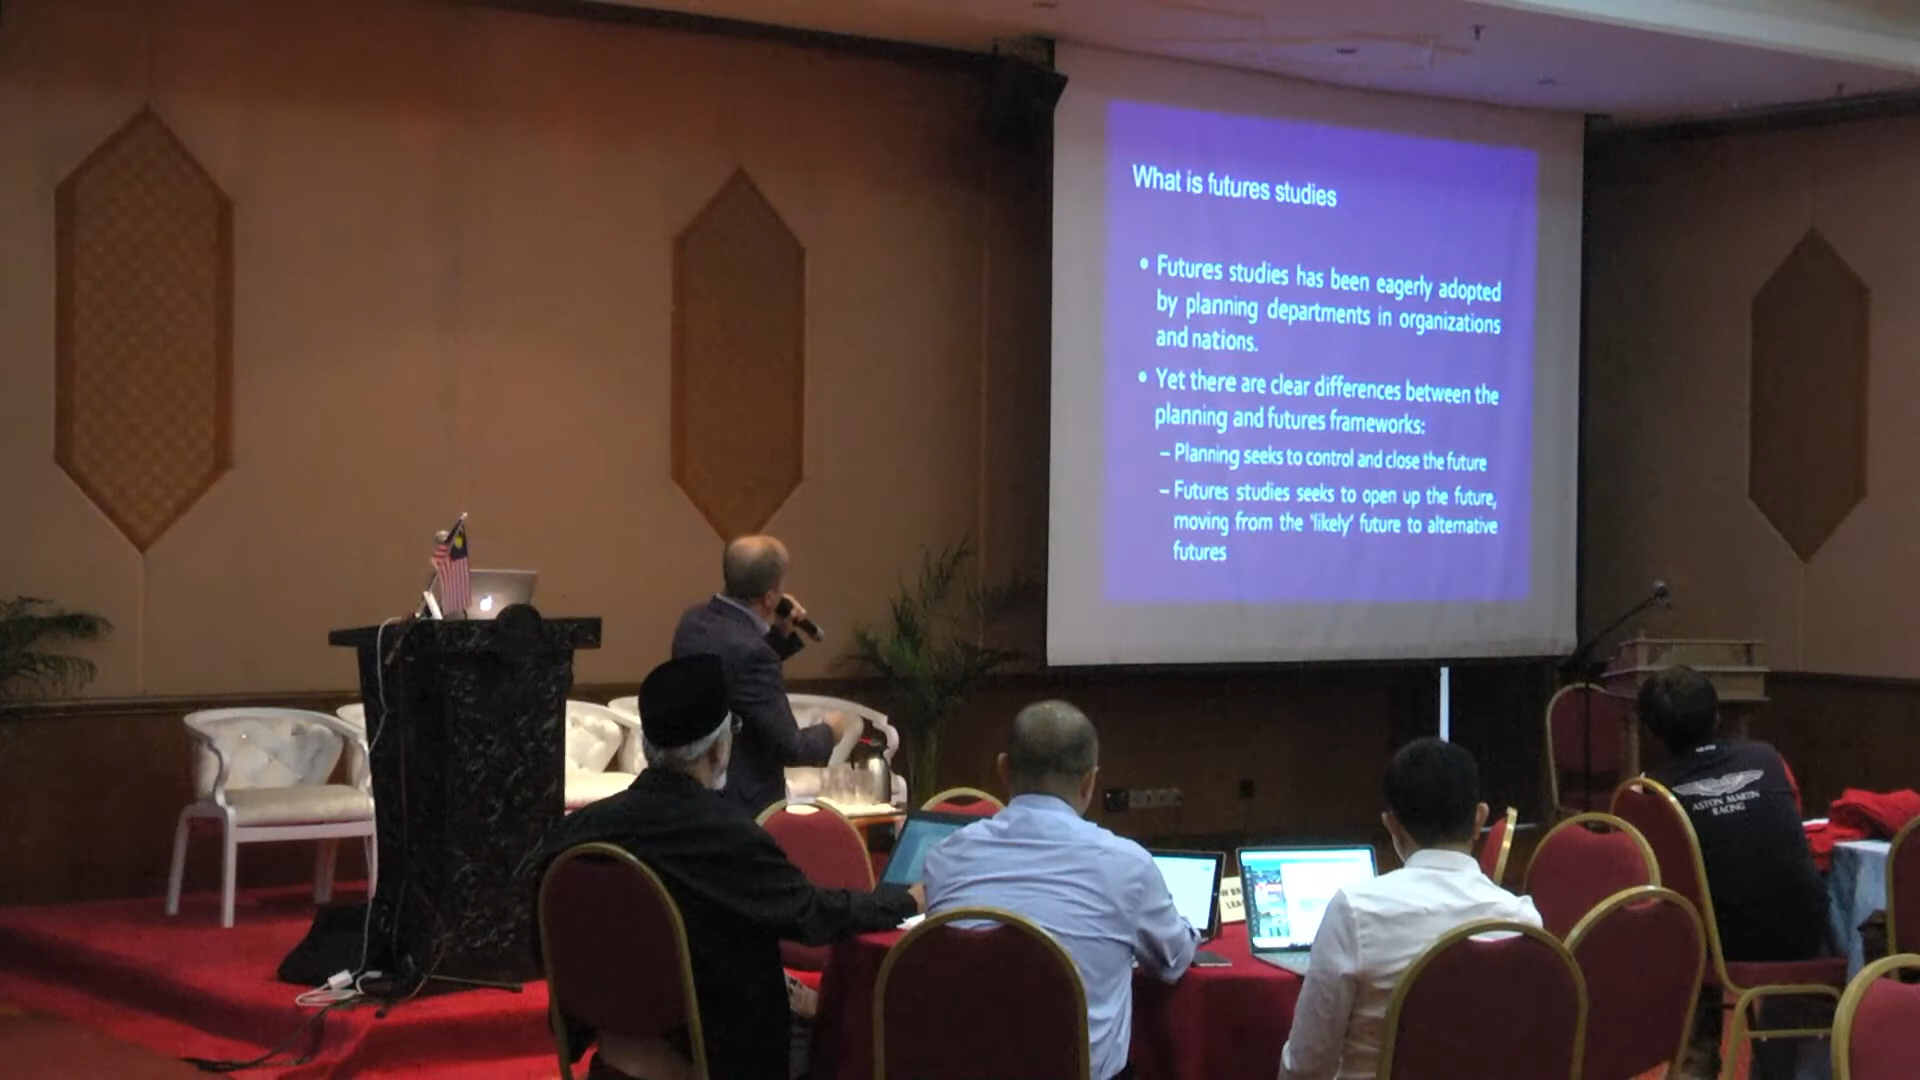 What is futures studies
• Futures studies has been eagerly adopted
by planning departments in organizations
and nations.
• Yet there are clear differences between the
planning and futures frameworks:
– Planning seeks to control and close the future
– Futures studies seeks to open up the future,
moving from the 'likely' future to alternative
futures
ASTON MARTIN
RACING